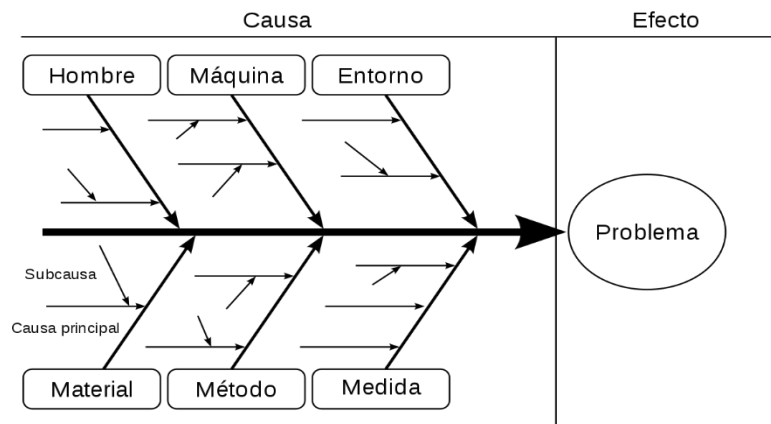 Causa
Efecto
Hombre
Máquina
Entorno
Problema
Subcausa
Causa principal
Material
Método
Medida